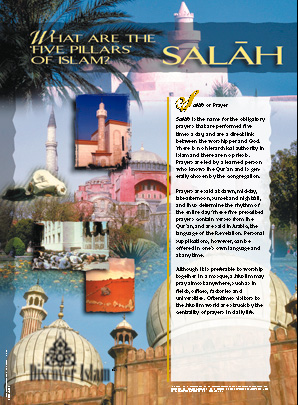 WHAT ARE THE
'FIVE PILLARS'
OF ISLAM?
SALĀH
Salah or Prayer
Salāh is the name for the obligatory
prayers that are performed five
times a day and are a direct link
between the worshipper and God.
There is no hierarchical authority in
Islam and there are no priests.
Prayers are led by a learned person
who knows the Qur'an and is gen-
erally chosen by the congregation.
Prayers are said at dawn, mid-day,
late-afternoon, sunset and nightfall,
and thus determine the rhythm of
the entire day. These five prescribed
prayers contain verses from the
Qur'an, and are said in Arabic, the
language of the Revelation. Personal
supplications, however, can be
offered in one's own language and
at any time.
Although it is preferable to worship
together in a mosque, a Muslim may
pray almost anywhere, such as in
fields, offices, factories and
universities. Oftentimes visitors to
the Muslim world are struck by the
centrality of prayers in daily life.
Discover Islam